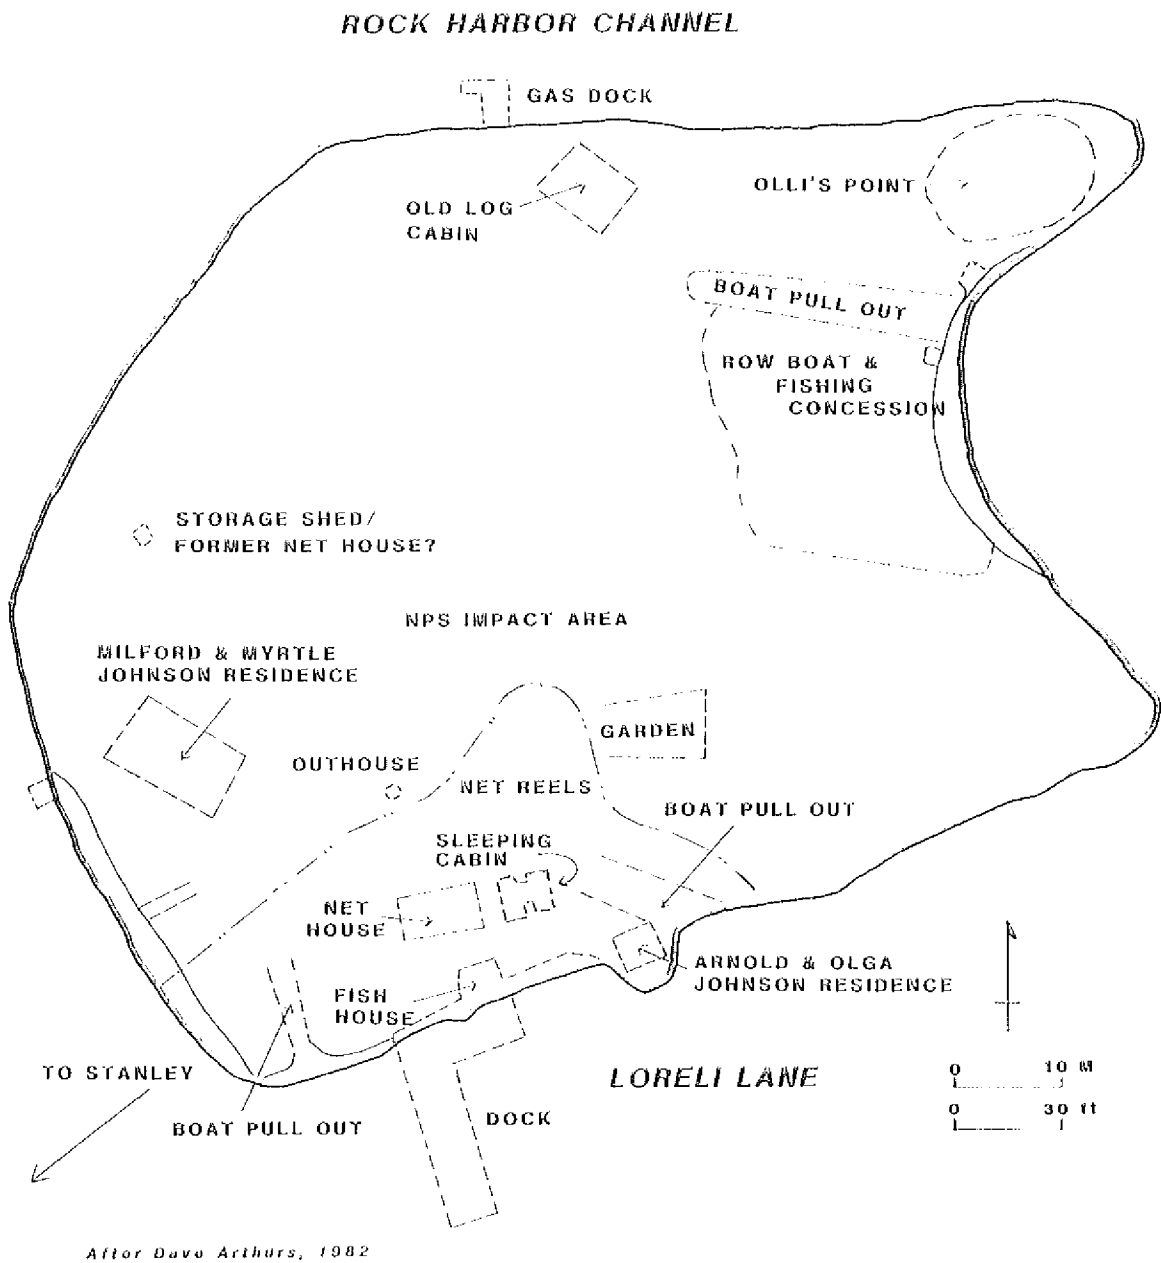 ROCK HARBOR CHANNEL
GAS DOCK
OLLI'S POINT
OLD LOG
CABIN
BOAT PULL OUT
ROW BOAT &
FISHING
CONCESSION
STORAGE SHED/
FORMER NET HOUSE?
NPS IMPACT AREA
MILFORD & MYRTLE
JOHNSON RESIDENCE
GARDEN
OUTHOUSE
NET REELS
BOAT PULL OUT
SLEEPING
CABIN
NET
HOUSE
ARNOLD & OLGA
JOHNSON RESIDENCE
FISH
HOUSE
TO STANLEY
LORELI LANE
0 10 M
0 30 ft
BOAT PULL OUT
DOCK
After Dave Arthurs, 1982